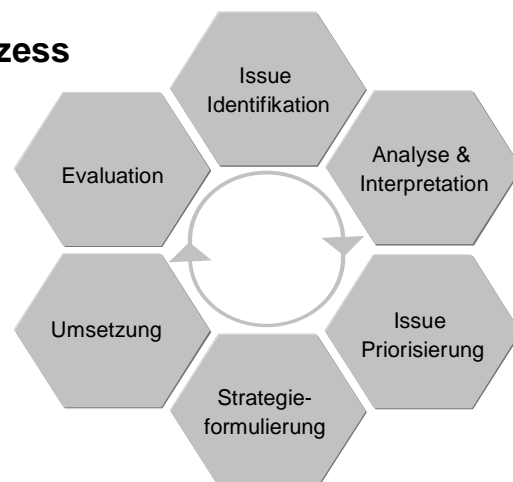 zess
Issue
Identifikation
Analyse &
Interpretation
Issue
Priorisierung
Strategie-
formulierung
Umsetzung
Evaluation